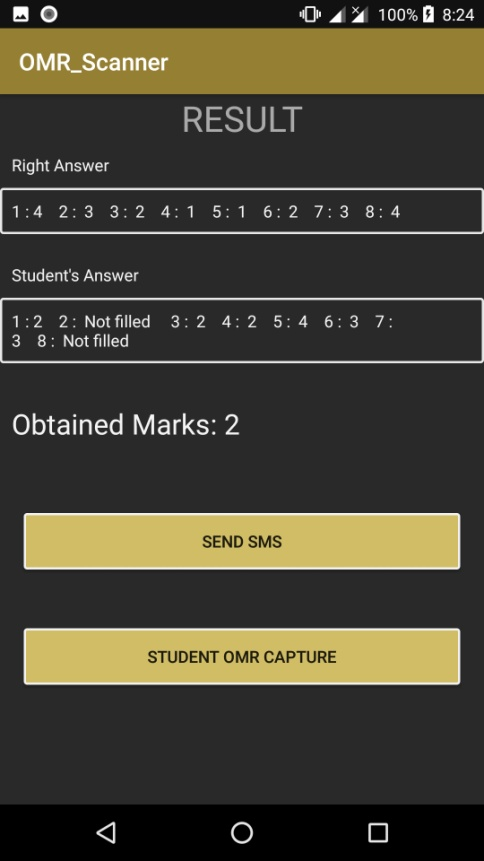 100% 8:24
OMR_Scanner
RESULT
Right Answer
1 : 4 2 : 3 3 : 2 4 : 1 5 : 1 6 : 2 7 : 3 8 : 4
Student's Answer
1 : 2 2 : Not filled 3 : 2 4 : 2 5 : 4 6 : 3 7 :
3 8 : Not filled
Obtained Marks: 2
SEND SMS
STUDENT OMR CAPTURE